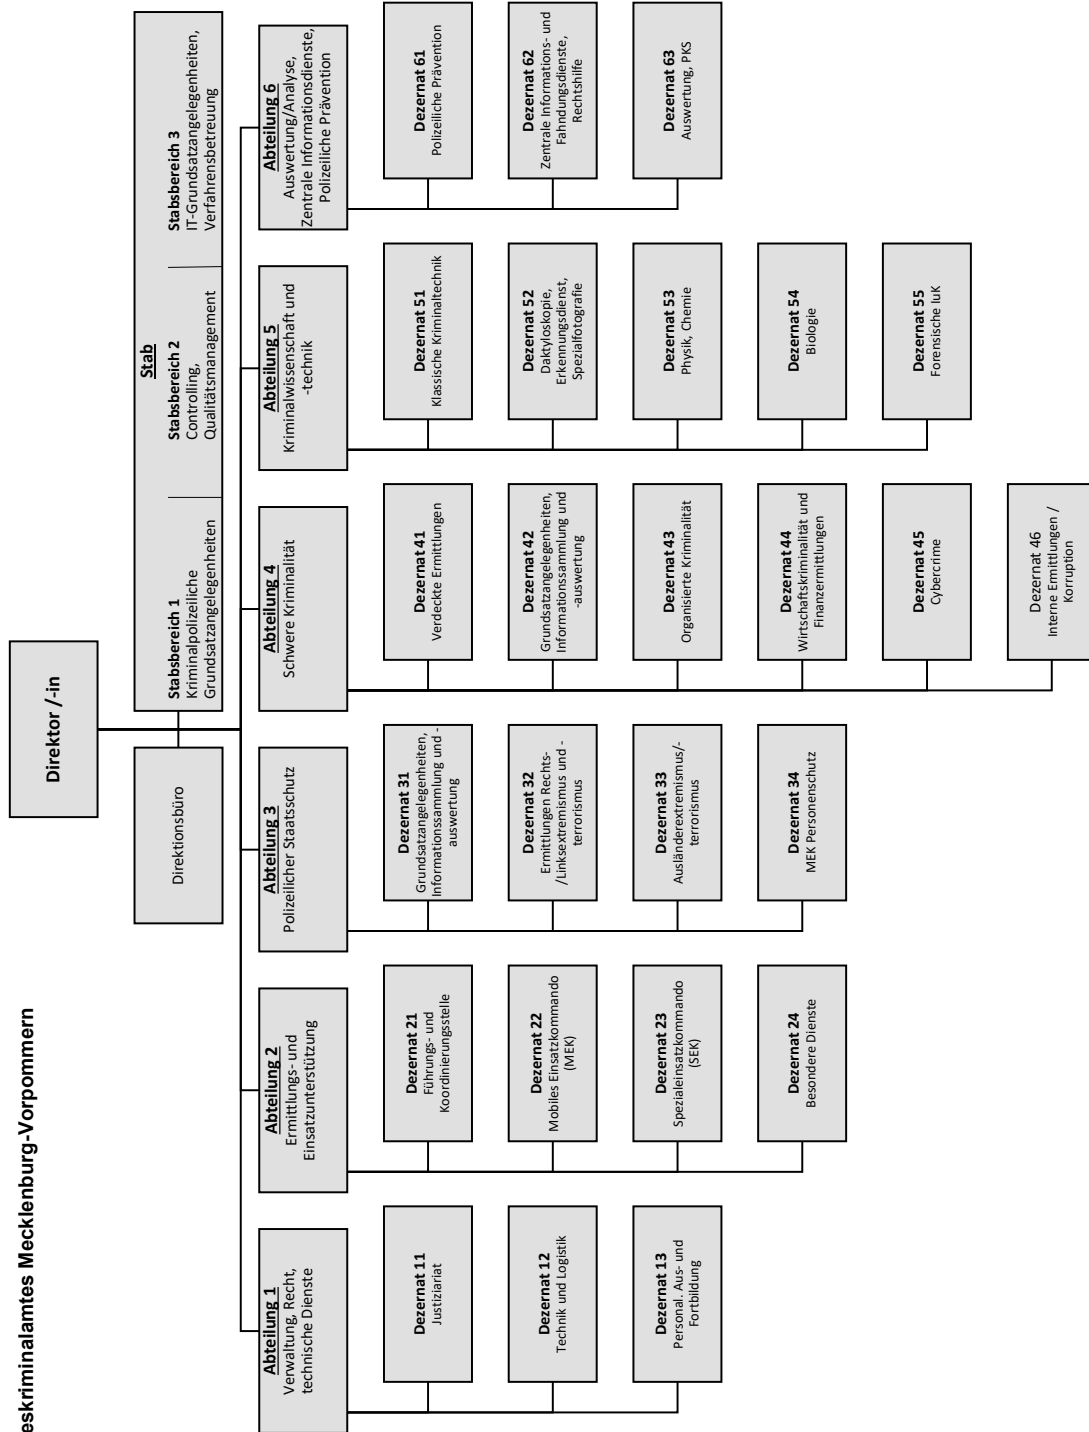 eskriminalamtes Mecklenburg-Vorpommern
Direktor /-in
Direktionsbüro
Stab
Stabsbereich 1
Kriminalpolizeiliche
Grundsatzangelegenheiten
Stabsbereich 2
Controlling,
Qualitätsmanagement
Stabsbereich 3
IT-Grundsatzangelegenheiten,
Verfahrensbetreuung
Abteilung 1
Verwaltung, Recht,
technische Dienste
Dezernat 11
Justiziariat
Dezernat 12
Technik und Logistik
Dezernat 13
Personal. Aus- und
Fortbildung
Abteilung 2
Ermittlungs- und
Einsatzunterstützung
Dezernat 21
Führungs- und
Koordinierungsstelle
Dezernat 22
Mobiles Einsatzkommando
(MEK)
Dezernat 23
Spezialeinsatzkommando
(SEK)
Dezernat 24
Besondere Dienste
Abteilung 3
Polizeilicher Staatsschutz
Dezernat 31
Grundsatzangelegenheiten,
Informationssammlung und -
auswertung
Dezernat 32
Ermittlungen Rechts-
/Linksextremismus und -
terrorismus
Dezernat 33
Ausländerextremismus/-
terrorismus
Dezernat 34
MEK Personenschutz
Abteilung 4
Schwere Kriminalität
Dezernat 41
Verdeckte Ermittlungen
Dezernat 42
Grundsatzangelegenheiten,
Informationssammlung und
-auswertung
Dezernat 43
Organisierte Kriminalität
Dezernat 44
Wirtschaftskriminalität und
Finanzermittlungen
Dezernat 45
Cybercrime
Dezernat 46
Interne Ermittlungen /
Korruption
Abteilung 5
Kriminalwissenschaft und
-technik
Dezernat 51
Klassische Kriminaltechnik
Dezernat 52
Daktyloskopie,
Erkennungsdienst,
Spezialfotografie
Dezernat 53
Physik, Chemie
Dezernat 54
Biologie
Dezernat 55
Forensische IuK
Abteilung 6
Auswertung/Analyse,
Zentrale Informationsdienste,
Polizeiliche Prävention
Dezernat 61
Polizeiliche Prävention
Dezernat 62
Zentrale Informations- und
Fahndungsdienste,
Rechtshilfe
Dezernat 63
Auswertung, PKS